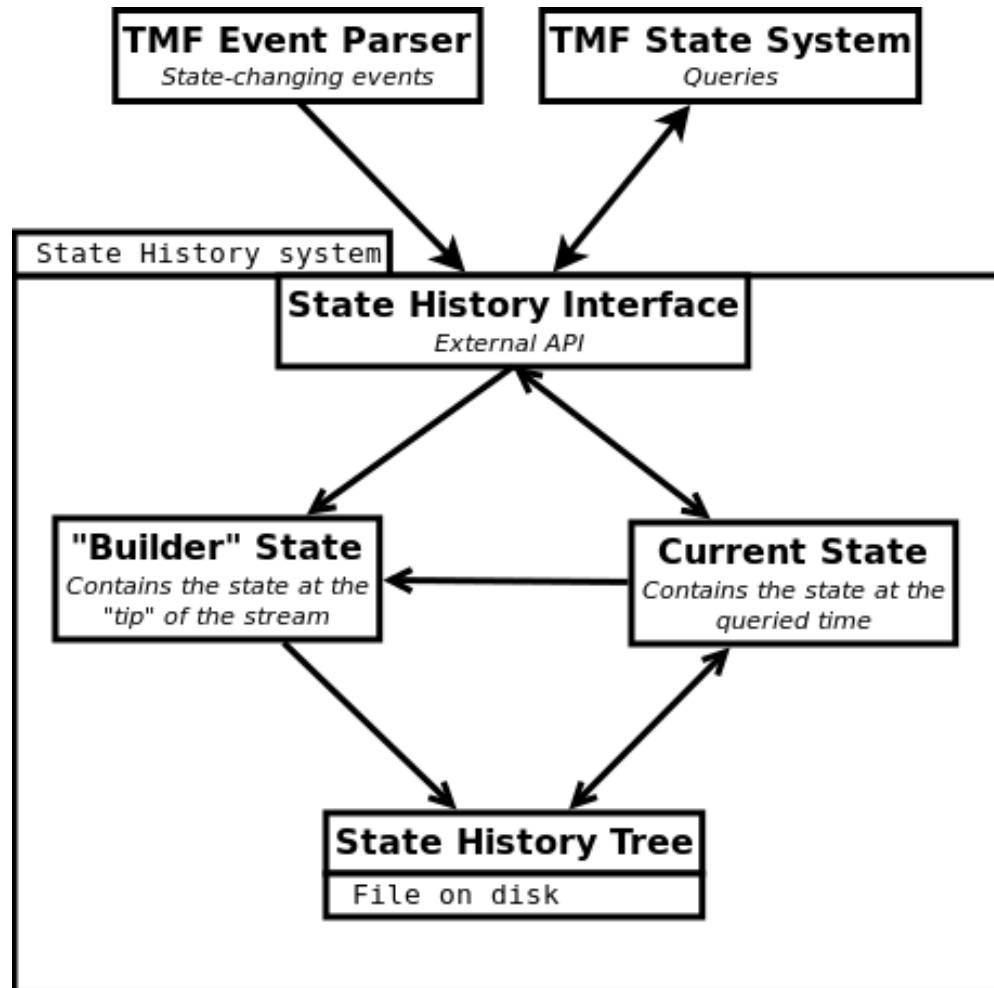 TMF Event Parser
State-changing events
TMF State System
Queries
State History system
State History Interface
External API
"Builder" State
Contains the state at the
"tip" of the stream
Current State
Contains the state at the
queried time
State History Tree
File on disk